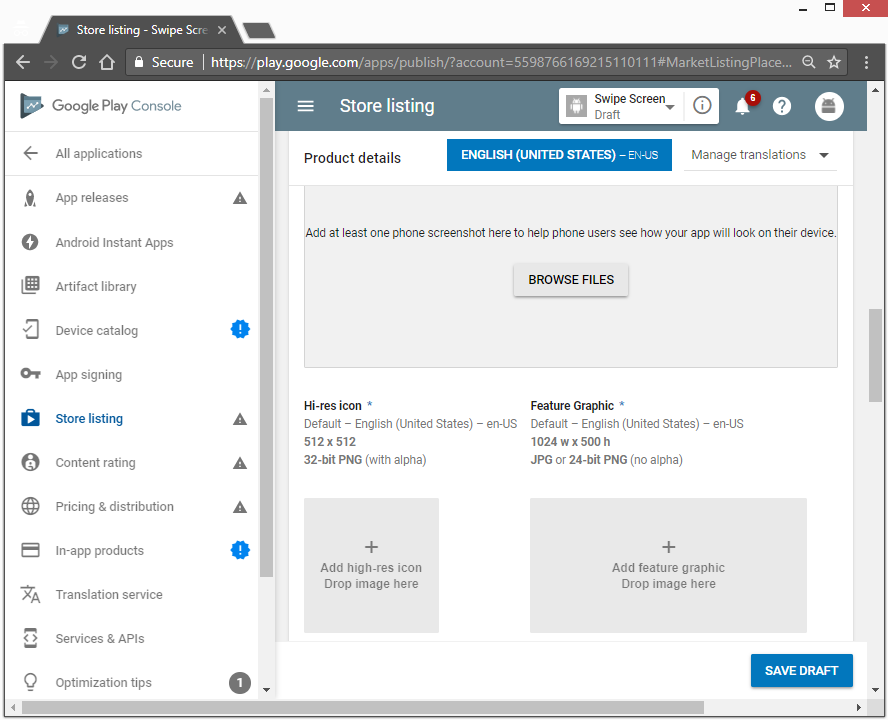 Store listing - Swipe Scre
Secure
https://play.google.com/apps/publish/?account=5598766169215110111#MarketListingPlace...
Google Play Console
All applications
App releases
Android Instant Apps
Artifact library
Device catalog
App signing
Store listing
Content rating
Pricing & distribution
In-app products
Translation service
Services & APIs
Optimization tips
1
Store listing
Swipe Screen
Draft
6
Product details
ENGLISH (UNITED STATES) – EN-US
Manage translations
Add at least one phone screenshot here to help phone users see how your app will look on their device.
BROWSE FILES
Hi-res icon *
Default – English (United States) – en-US
512 x 512
32-bit PNG (with alpha)
Feature Graphic *
Default – English (United States) – en-US
1024 w x 500 h
JPG or 24-bit PNG (no alpha)
+
Add high-res icon
Drop image here
+
Add feature graphic
Drop image here
SAVE DRAFT